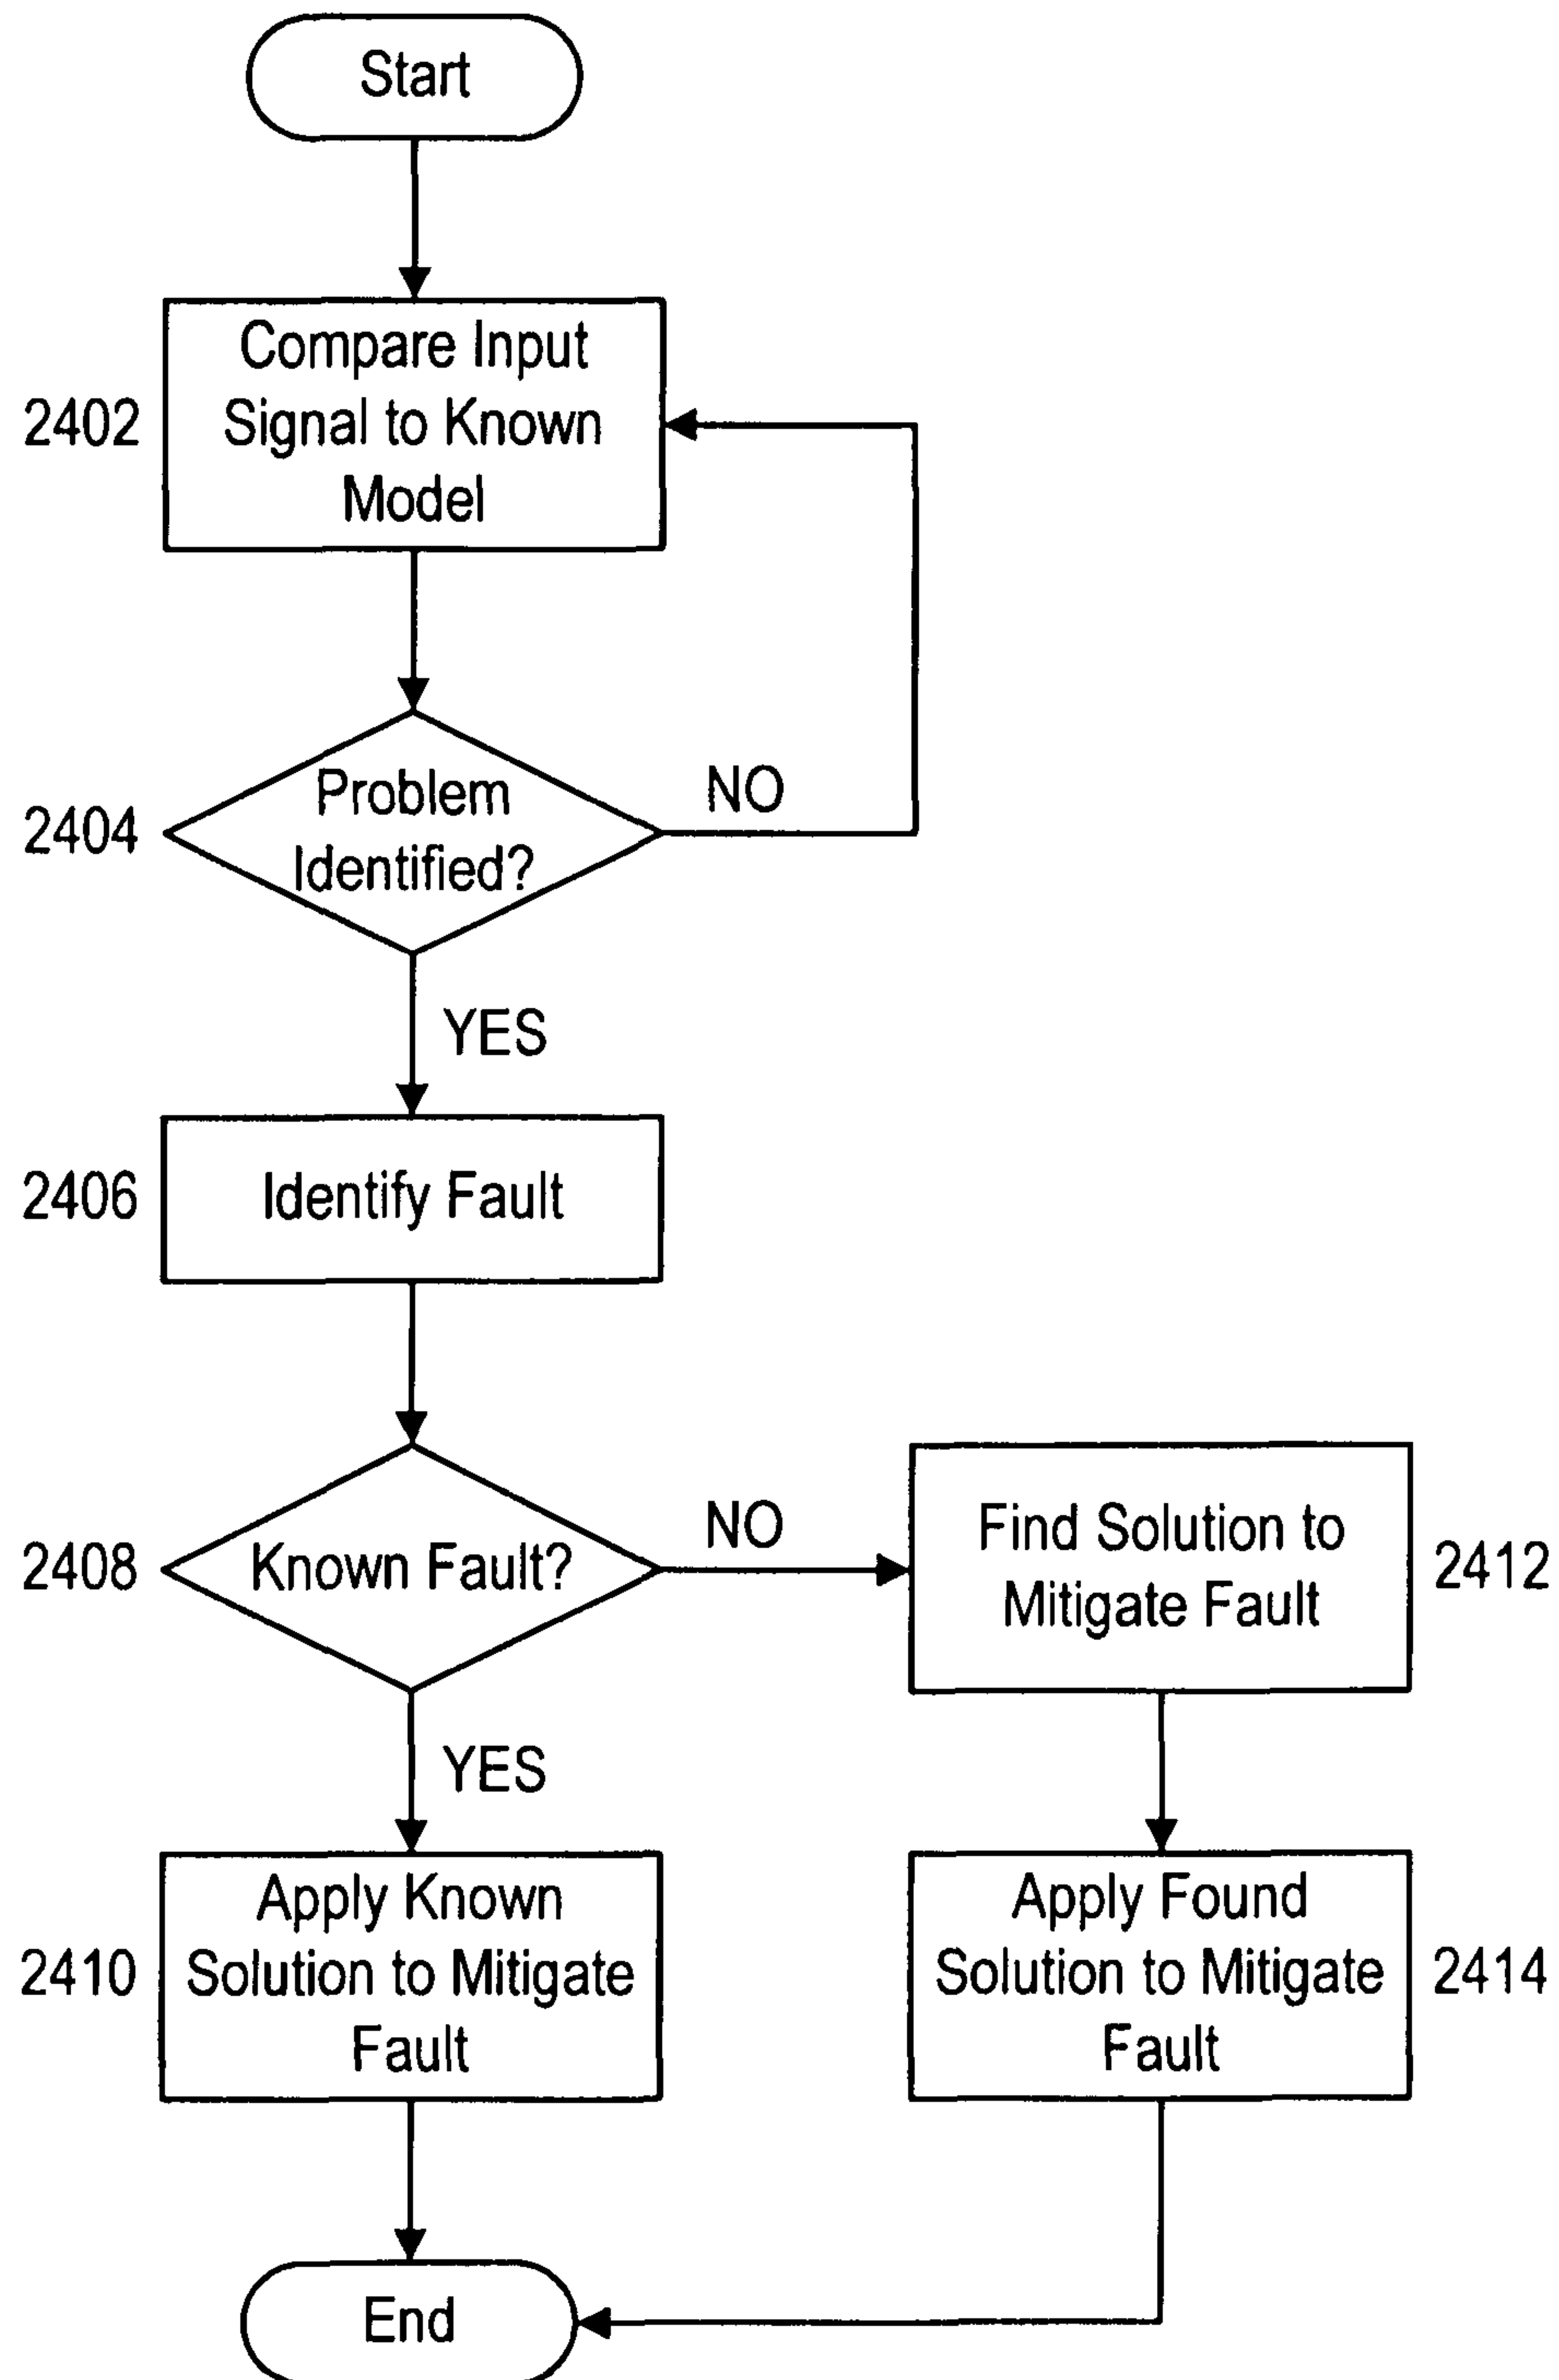 Start
Compare Input
2402
Signal to Known
Model
Problem
NO
2404
Identified?
YES
2406
Identify Fault
2408
Known Fault?
NO
Find Solution to
Mitigate Fault
2412
YES
Apply Known
2410
Solution to Mitigate
Fault
Apply Found
Solution to Mitigate
Fault
2414
End